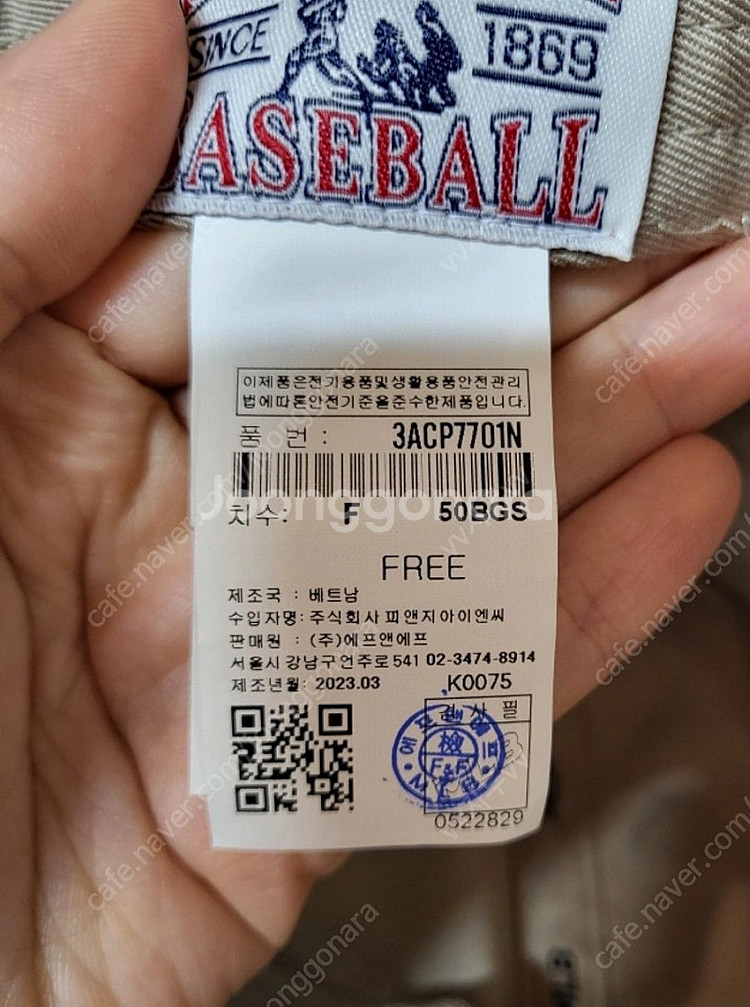 SINCE 1869
BASEBALL
이제품은전기용품및생활용품안전관리
법에따른안전기준을준수한제품입니다.
품 번 : 3ACP7701N
치수: F 50BGS
FREE
제조국 : 베트남
수입자명: 주식회사 피앤지아이엔씨
판매원 : (주)에프앤에프
서울시 강남구언주로541 02-3474-8914
제조년월: 2023.03 K0075
검 사 필
檢
F&F
0522829
joonggonara
cafe.naver.com